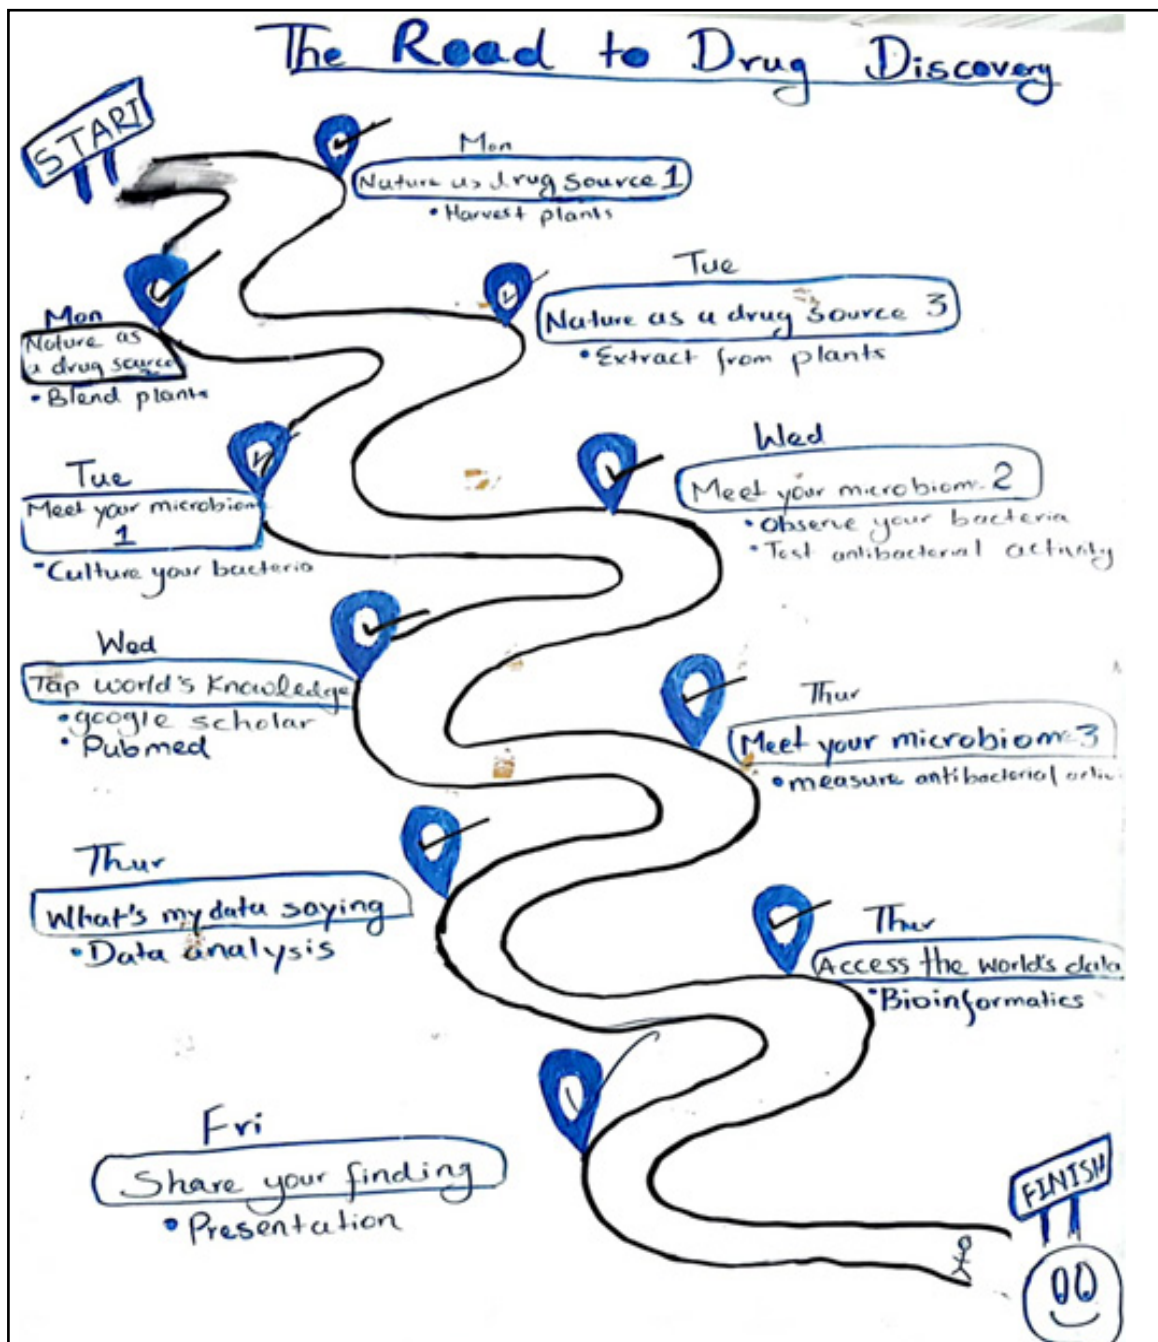 The Road to Drug Discovery
START
Mon
Nature as drug source 1
• Harvest plants
Mon
Nature as
a drug source
• Blend plants
Tue
Nature as a drug source 3
• Extract from plants
Tue
Meet your microbiom
1
• Culture your bacteria
Wed
Meet your microbiom 2
• Observe your bacteria
• Test antibacterial activity
Wed
Tap world's Knowledge
• google scholar
• Pubmed
Thur
Meet your microbiom 3
• measure antibacterial activ
Thur
What's my data saying
• Data analysis
Thur
Access the world's data
• Bioinformatics
Fri
Share your finding
• Presentation
FINISH